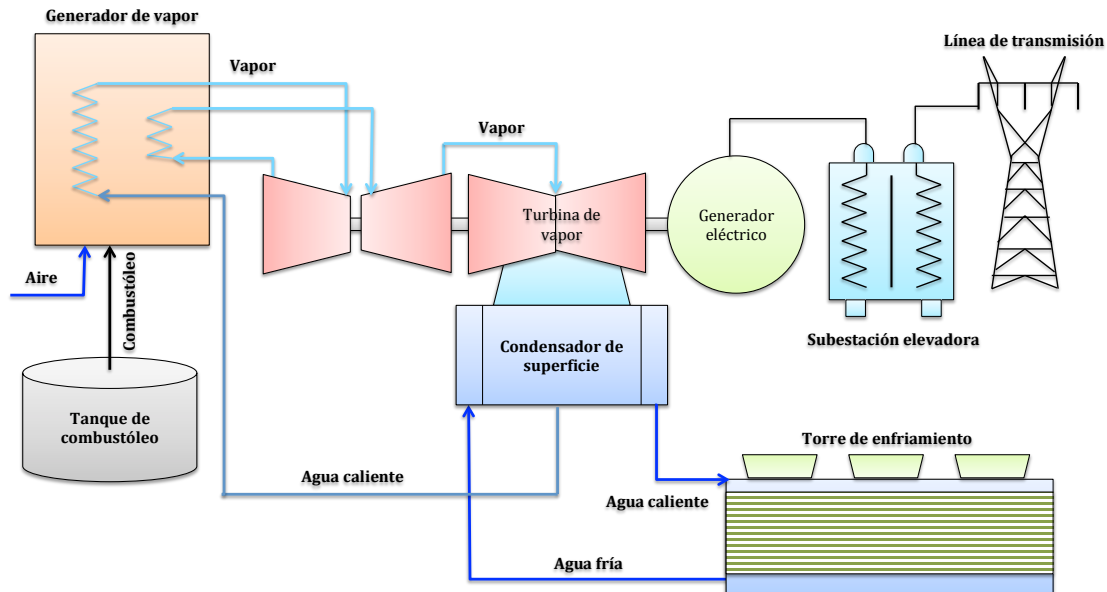 Generador de vapor
Línea de transmisión
Vapor
Vapor
Turbina de
vapor
Generador
eléctrico
Aire
Combustóleo
Subestación elevadora
Condensador de
superficie
Tanque de
combustóleo
Torre de enfriamiento
Agua caliente
Agua caliente
Agua fría